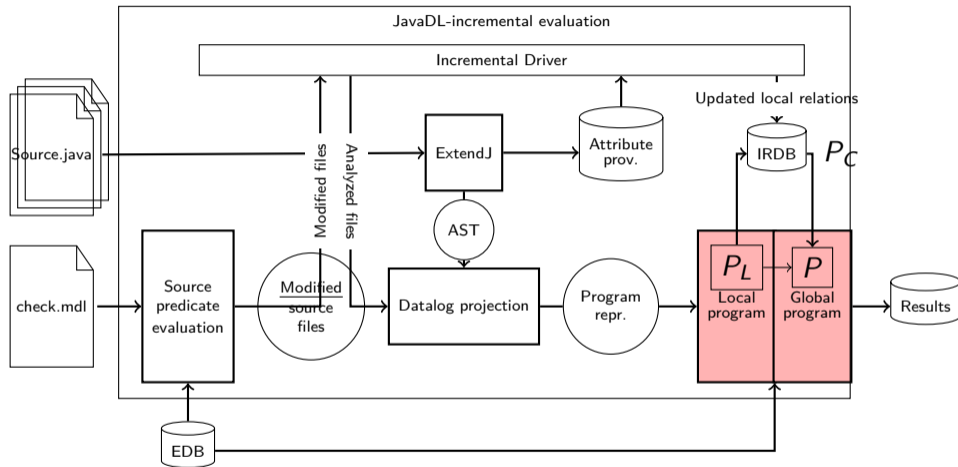 JavaDL-incremental evaluation
Incremental Driver
Updated local relations
Source.java
Modified files
Analyzed files
ExtendJ
Attribute
prov.
IRDB
P_C
AST
check.mdl
Source
predicate
evaluation
Modified
source
files
Datalog projection
Program
repr.
P_L
Local
program
P
Global
program
Results
EDB